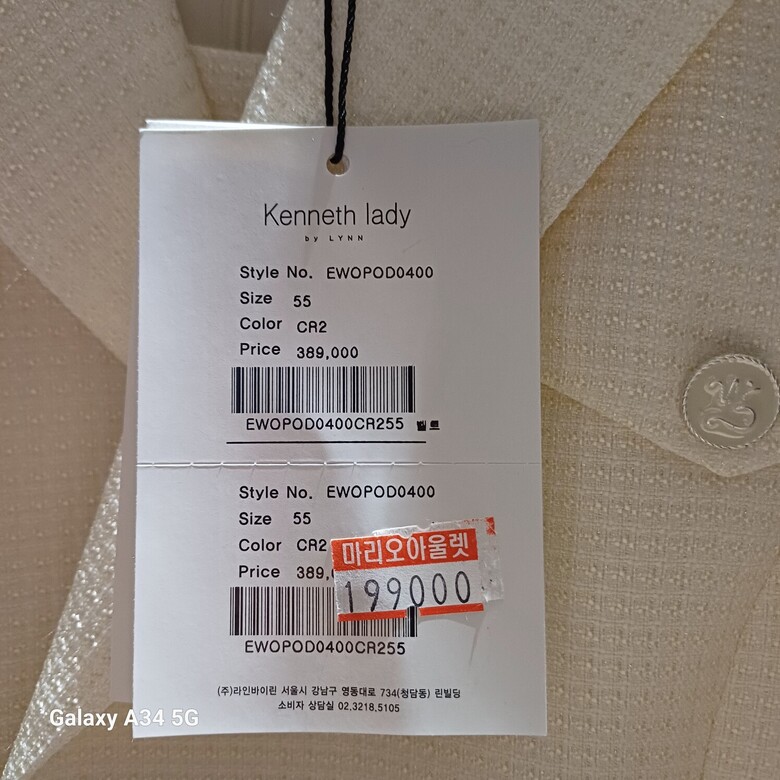 Kenneth lady
by LYNN
Style No. EWOPOD0400
Size 55
Color CR2
Price 389,000
EWOPOD0400CR255 벨트
Style No. EWOPOD0400
Size 55
Color CR2
Price 389,0
마리오아울렛
199000
EWOPOD0400CR255
(주)라인바이린 서울시 강남구 영동대로 734(청담동) 린빌딩
소비자 상담실 02.3218.5105
Galaxy A34 5G